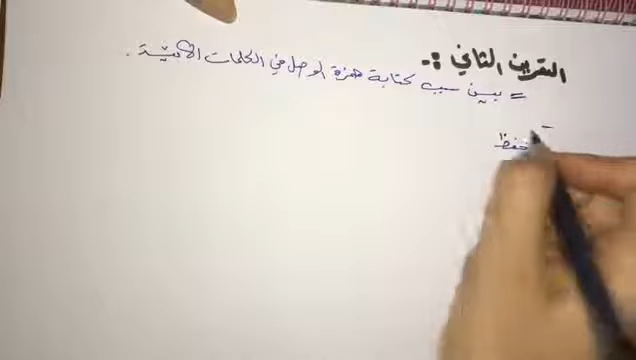 التمرين الثاني :-
= بين سبب كتابة همزة الوصل في الكلمات الآتية .
-